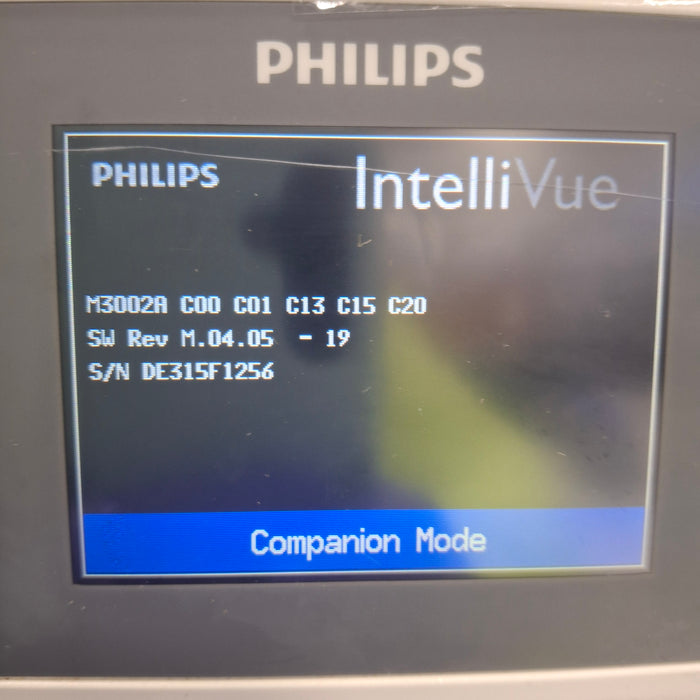 PHILIPS
PHILIPS IntelliVue
M3002A C00 C01 C13 C15 C20
SW Rev M.04.05 - 19
S/N DE315F1256
Companion Mode